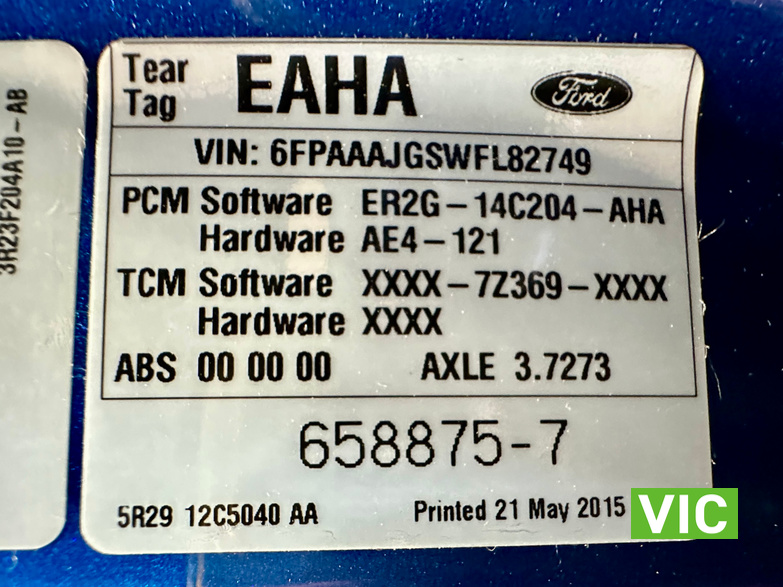 Tear
Tag
EAHA
Ford
VIN: 6FPAAAJGSWFL82749
PCM Software ER2G-14C204-AHA
Hardware AE4-121
TCM Software XXXX-7Z369-XXXX
Hardware XXXX
ABS 00 00 00 AXLE 3.7273
658875-7
5R29 12C5040 AA Printed 21 May 2015
VIC
3R23F204A10-AB